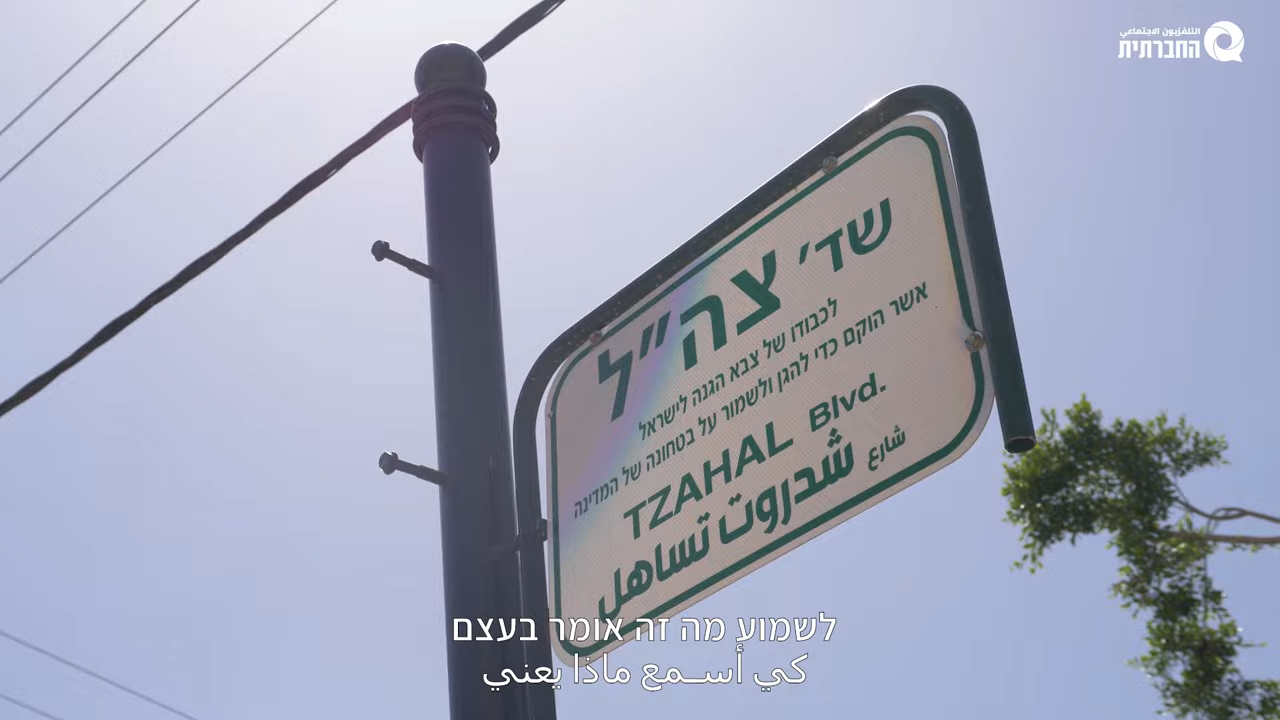 التلفزيون الاجتماعي
החברתית
שד׳ צה״ל
לכבודו של צבא הגנה לישראל
אשר הוקם כדי להגן ולשמור על בטחונה של המדינה
TZAHAL Blvd.
شارع شدروت تساهل
לשמוע מה זה אומר בעצם
كي أسمع ماذا يعني